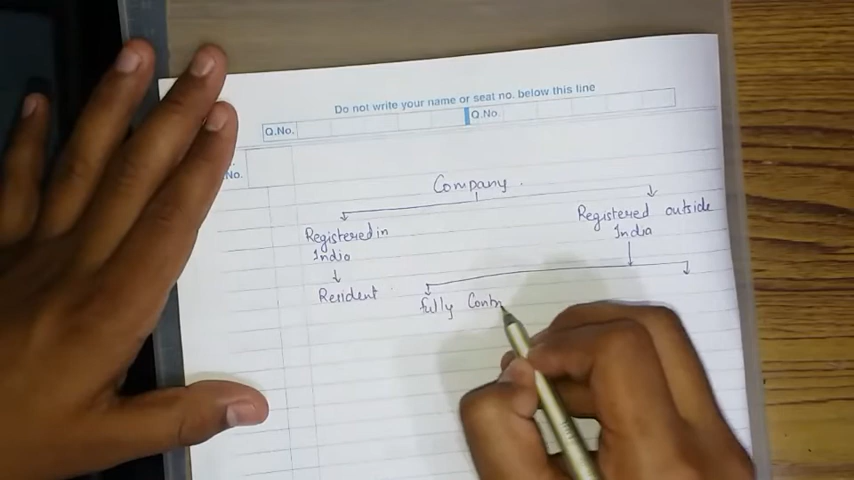 Do not write your name or seat no. below this line
Q.No.
Q.No.
No.
Company
Registered in
India
Resident
Registered outside
India
fully Contr